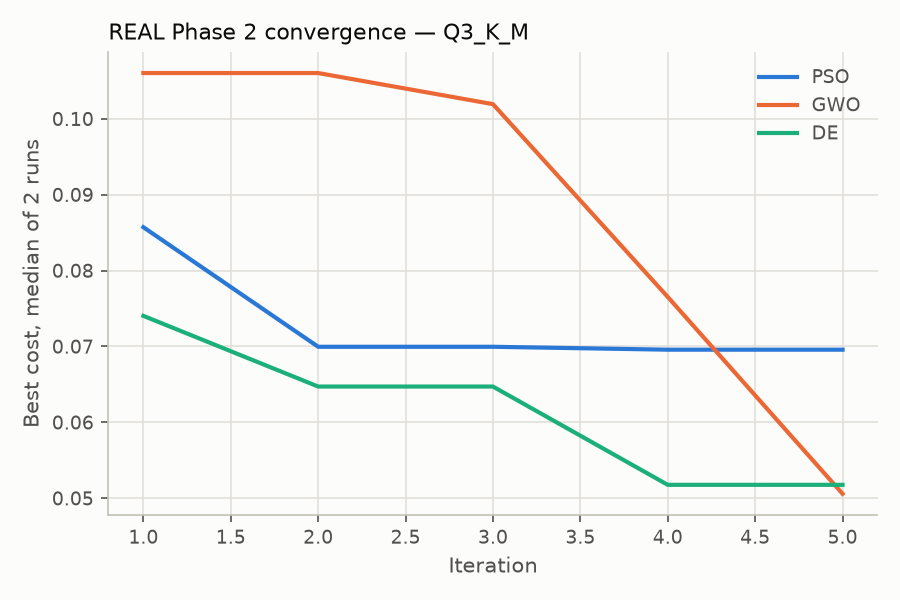 REAL Phase 2 convergence — Q3_K_M
PSO
GWO
DE
Best cost, median of 2 runs
0.10
0.09
0.08
0.07
0.06
0.05
1.0 1.5 2.0 2.5 3.0 3.5 4.0 4.5 5.0
Iteration